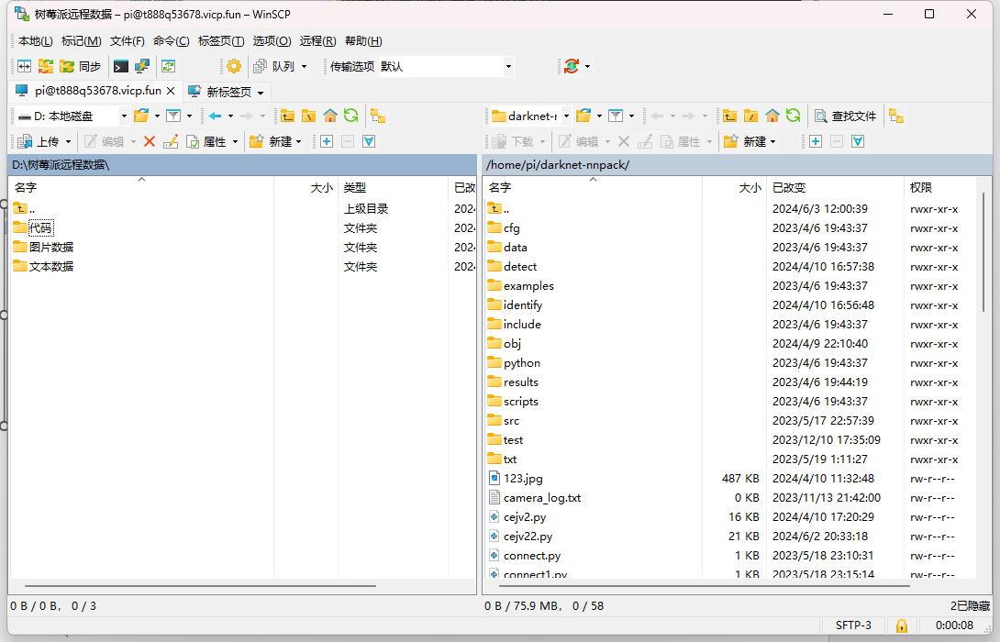 树莓派远程数据 – pi@t888q53678.vicp.fun – WinSCP
本地(L) 标记(M) 文件(F) 命令(C) 标签页(T) 选项(O) 远程(R) 帮助(H)
同步 队列 传输选项 默认
pi@t888q53678.vicp.fun 新标签页
D: 本地磁盘
上传 编辑 属性 新建
D:\树莓派远程数据\
名字 大小 类型 已改
.. 上级目录 2024
代码 文件夹 2024
图片数据 文件夹 2024
文本数据 文件夹 2024
0 B / 0 B， 0 / 3
darknet-r 查找文件
下载 编辑 属性 新建
/home/pi/darknet-nnpack/
名字 大小 已改变 权限
.. 2024/6/3 12:00:39 rwxr-xr-x
cfg 2023/4/6 19:43:37 rwxr-xr-x
data 2023/4/6 19:43:37 rwxr-xr-x
detect 2024/4/10 16:57:38 rwxr-xr-x
examples 2023/4/6 19:43:37 rwxr-xr-x
identify 2024/4/10 16:56:48 rwxr-xr-x
include 2023/4/6 19:43:37 rwxr-xr-x
obj 2024/4/9 22:10:40 rwxr-xr-x
python 2023/4/6 19:43:37 rwxr-xr-x
results 2023/4/6 19:44:19 rwxr-xr-x
scripts 2023/4/6 19:43:37 rwxr-xr-x
src 2023/5/17 22:57:39 rwxr-xr-x
test 2023/12/10 17:35:09 rwxr-xr-x
txt 2023/5/19 1:11:27 rwxr-xr-x
123.jpg 487 KB 2024/4/10 11:32:48 rw-r--r--
camera_log.txt 0 KB 2023/11/13 21:42:00 rw-r--r--
cejv2.py 16 KB 2024/4/10 17:20:29 rw-r--r--
cejv22.py 21 KB 2024/6/2 20:33:18 rw-r--r--
connect.py 1 KB 2023/5/18 23:10:31 rw-r--r--
connect1.py 1 KB 2023/5/18 23:15:14 rw-r--r--
0 B / 75.9 MB， 0 / 58
2已隐藏
SFTP-3 0:00:08